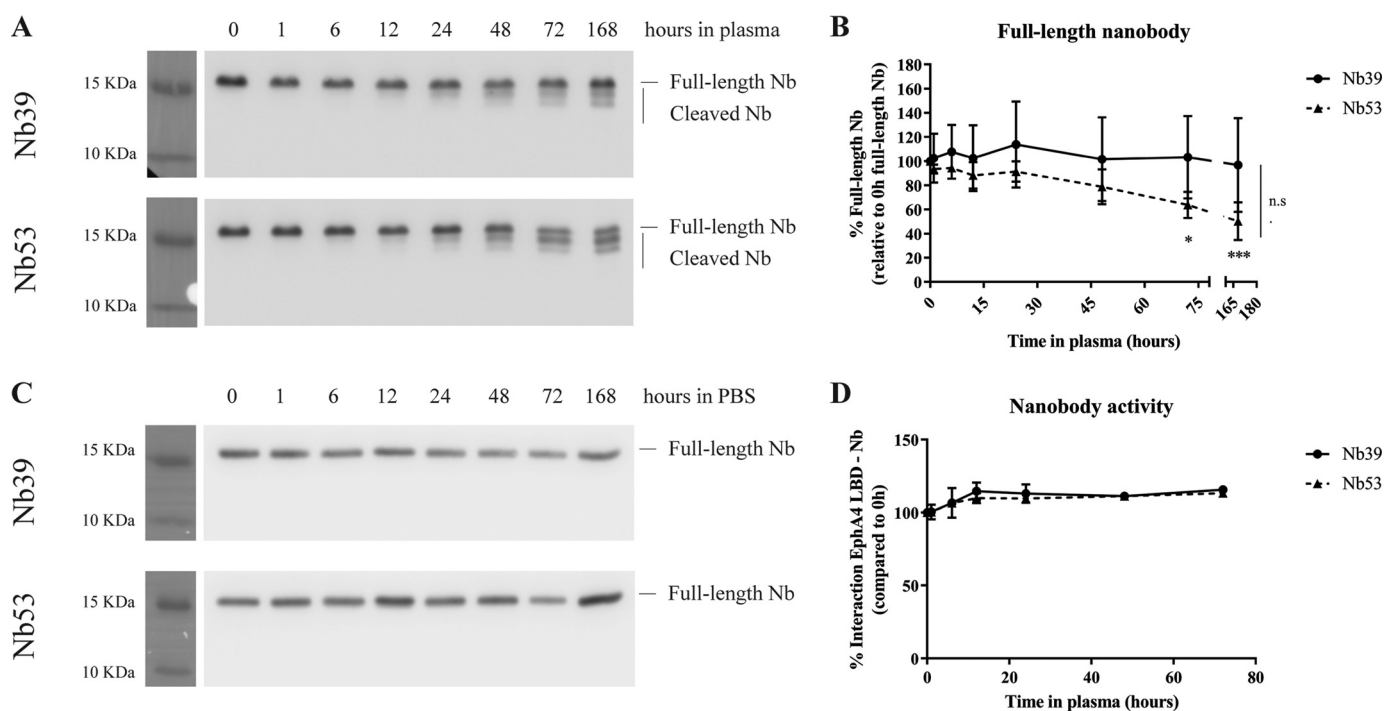 A
0 1 6 12 24 48 72 168 hours in plasma
Nb39
15 KDa
10 KDa
Full-length Nb
Cleaved Nb
Nb53
15 KDa
10 KDa
Full-length Nb
Cleaved Nb
B
Full-length nanobody
% Full-length Nb
(relative to 0h full-length Nb)
180
160
140
120
100
80
60
40
20
0
0 15 30 45 60 75 165 180
Time in plasma (hours)
Nb39
Nb53
n.s
.
*
***
C
0 1 6 12 24 48 72 168 hours in PBS
Nb39
15 KDa
10 KDa
Full-length Nb
Nb53
15 KDa
10 KDa
Full-length Nb
D
Nanobody activity
% Interaction EphA4 LBD - Nb
(compared to 0h)
150
100
50
0
0 20 40 60 80
Time in plasma (hours)
Nb39
Nb53